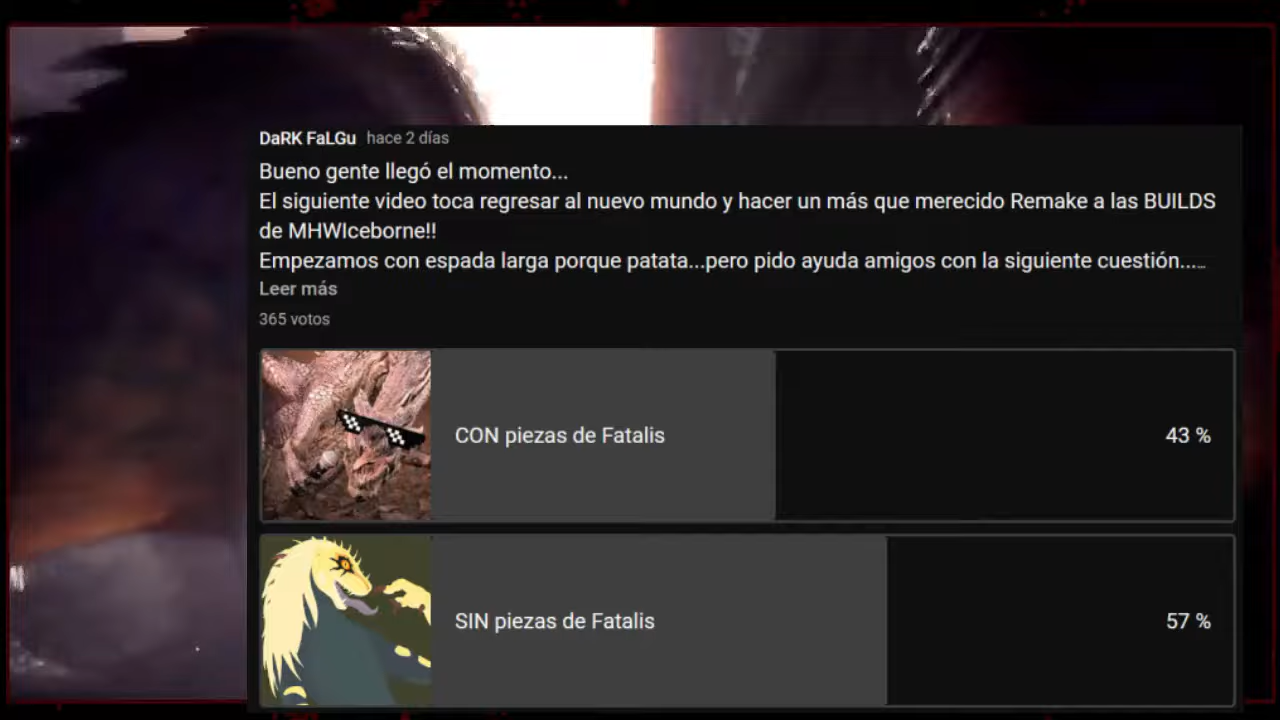 DaRK FaLGu hace 2 días
Bueno gente llegó el momento...
El siguiente video toca regresar al nuevo mundo y hacer un más que merecido Remake a las BUILDS
de MHWIceborne!!
Empezamos con espada larga porque patata...pero pido ayuda amigos con la siguiente cuestión......
Leer más
365 votos
CON piezas de Fatalis 43 %
SIN piezas de Fatalis 57 %